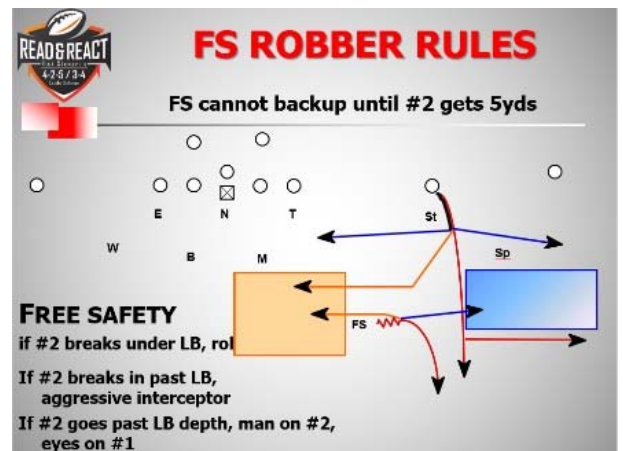 READ&REACT
4-2-5 / 3-4
FS ROBBER RULES
FS cannot backup until #2 gets 5yds
E N T St
W B M Sp
FS
FREE SAFETY
if #2 breaks under LB,
If #2 breaks in past LB,
aggressive interceptor
If #2 goes past LB depth, man on #2,
eyes on #1